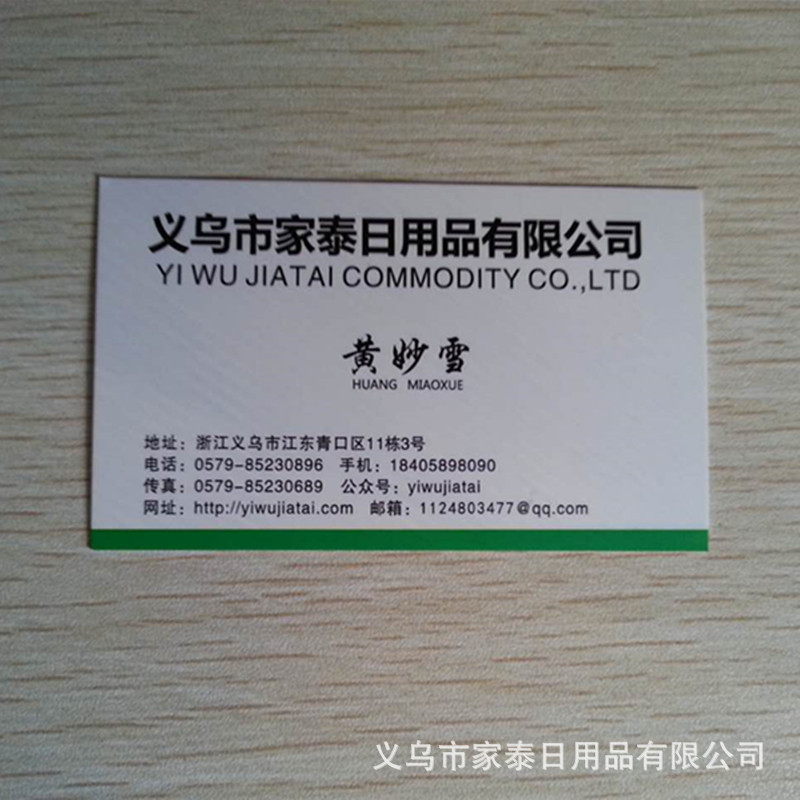 义乌市家泰日用品有限公司
YI WU JIATAI COMMODITY CO.,LTD
黄妙雪
HUANG MIAOXUE
地址：浙江义乌市江东青口区11栋3号
电话：0579-85230896 手机：18405898090
传真：0579-85230689 公众号：yiwujiatai
网址：http://yiwujiatai.com 邮箱：1124803477@qq.com
义乌市家泰日用品有限公司